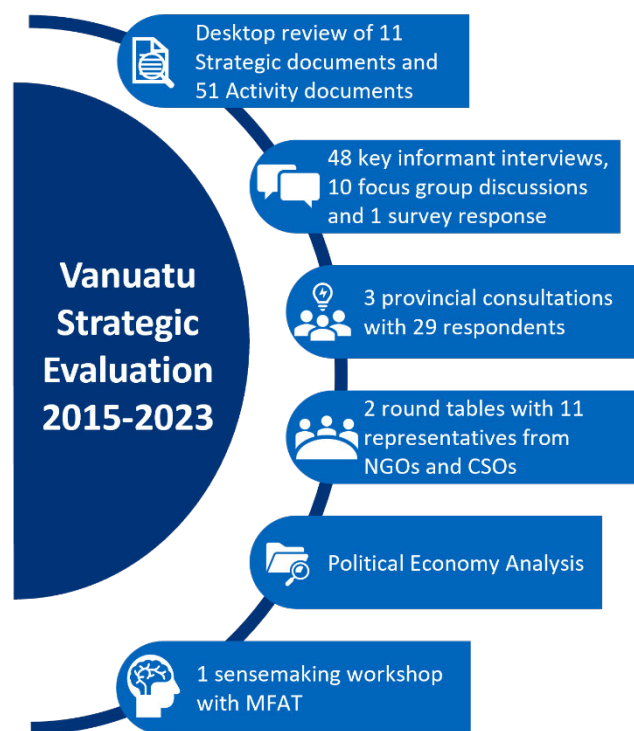 Vanuatu
Strategic
Evaluation
2015-2023
Desktop review of 11
Strategic documents and
51 Activity documents
48 key informant interviews,
10 focus group discussions
and 1 survey response
3 provincial consultations
with 29 respondents
2 round tables with 11
representatives from
NGOs and CSOs
Political Economy Analysis
1 sensemaking workshop
with MFAT